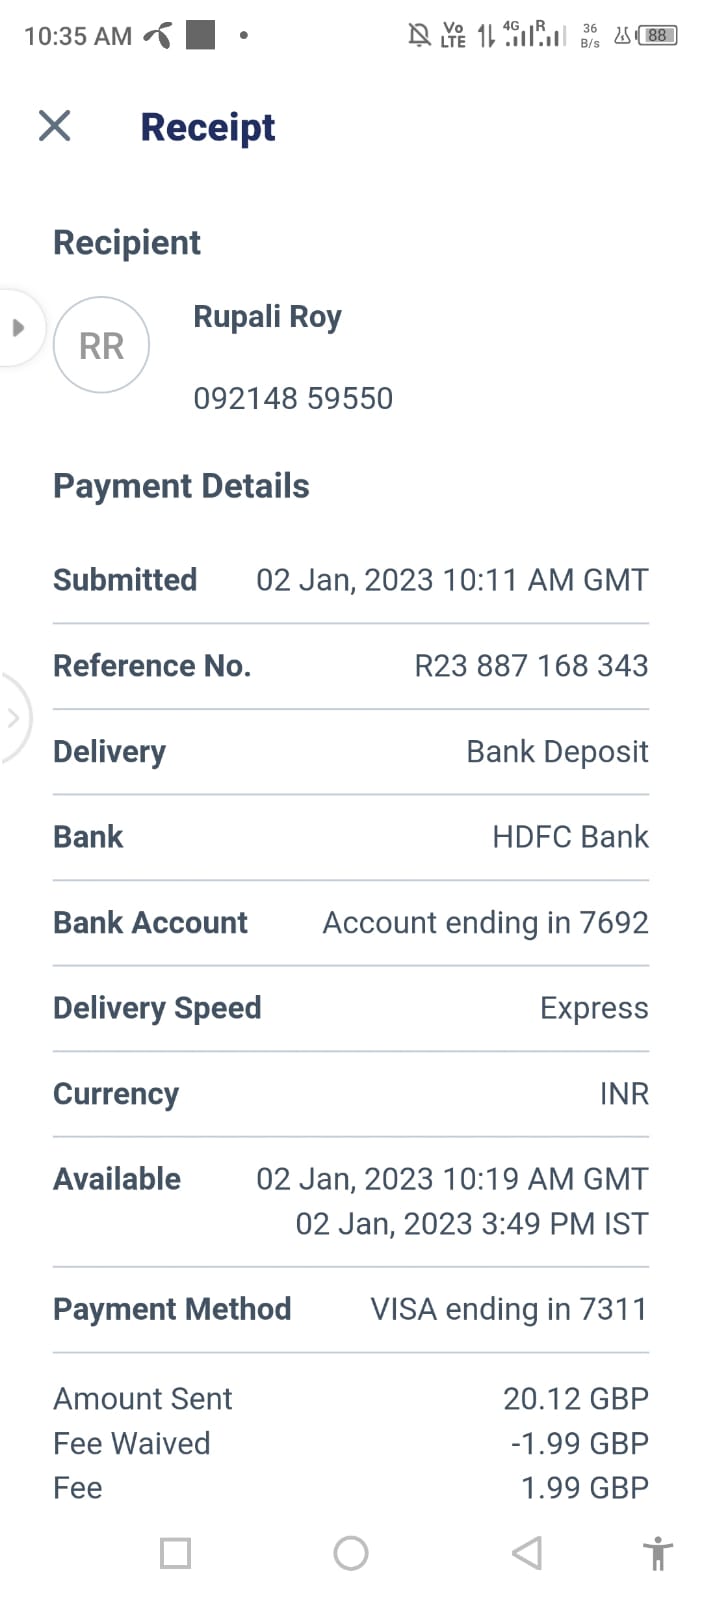 10:35 AM
Vo LTE 4G R 36 B/s 88
Receipt
Recipient
RR
Rupali Roy
092148 59550
Payment Details
Submitted 02 Jan, 2023 10:11 AM GMT
Reference No. R23 887 168 343
Delivery Bank Deposit
Bank HDFC Bank
Bank Account Account ending in 7692
Delivery Speed Express
Currency INR
Available 02 Jan, 2023 10:19 AM GMT
02 Jan, 2023 3:49 PM IST
Payment Method VISA ending in 7311
Amount Sent 20.12 GBP
Fee Waived -1.99 GBP
Fee 1.99 GBP